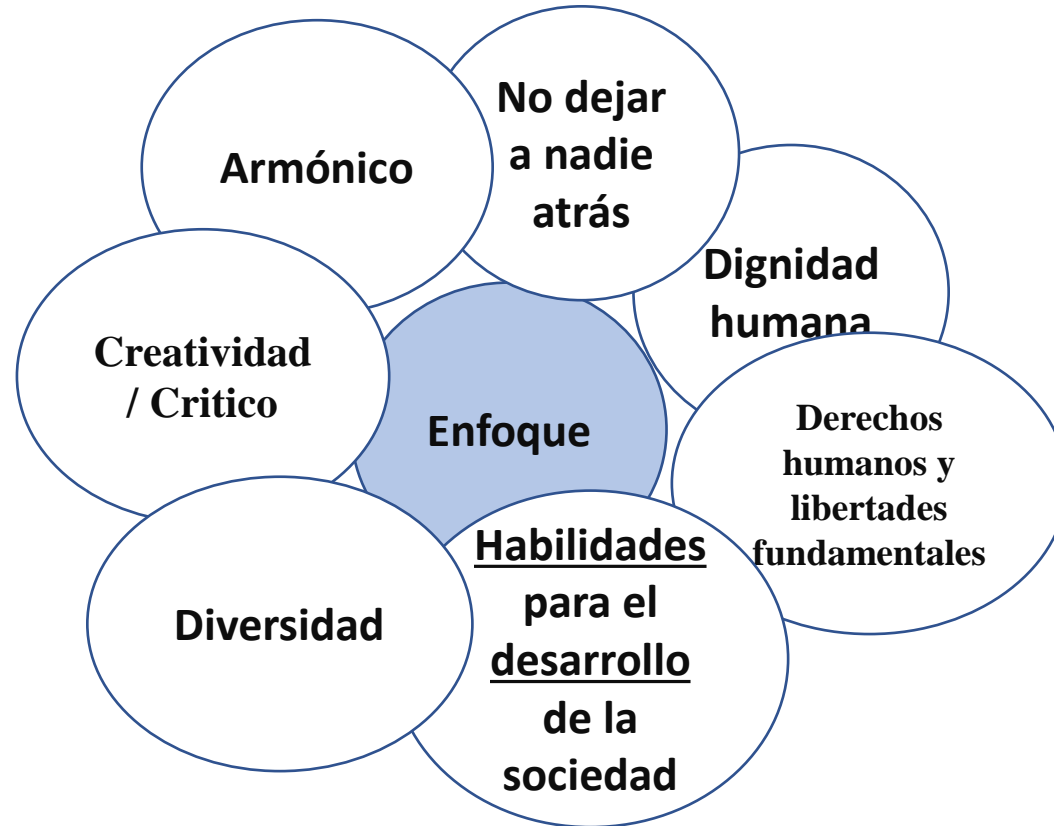 No dejar
a nadie
atrás
Armónico
Dignidad
humana
Creatividad
/ Critico
Enfoque
Derechos
humanos y
libertades
fundamentales
Habilidades
para el
desarrollo
de la
sociedad
Diversidad